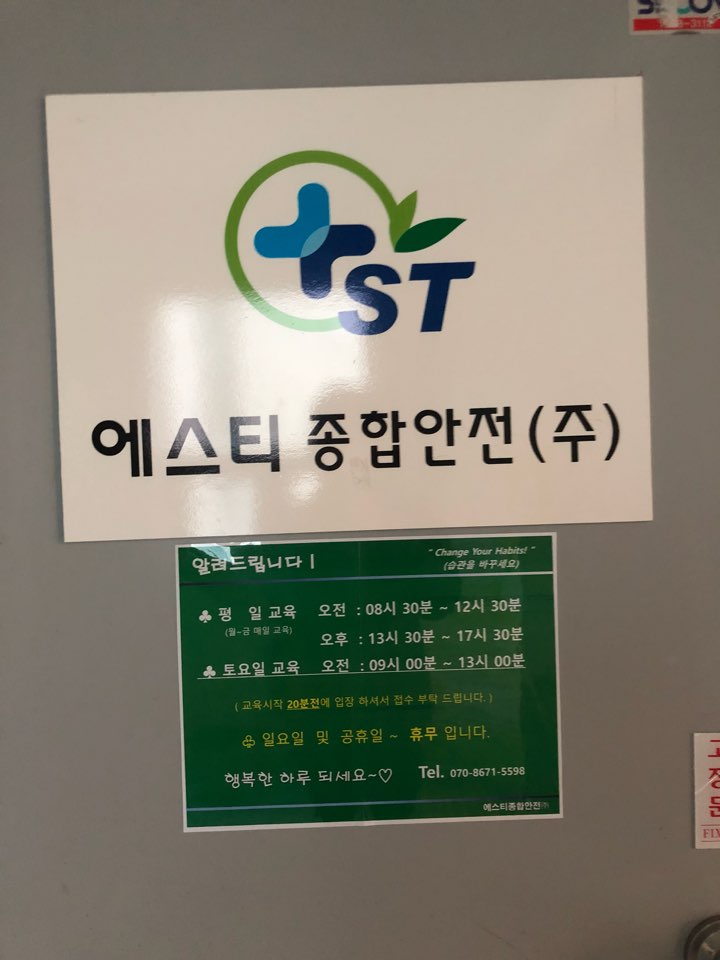 ST
에스티 종합안전(주)
알려드립니다 |
" Change Your Habits! "
(습관을 바꾸세요)
♣ 평 일 교육 오전 : 08시 30분 ~ 12시 30분
(월~금 매일 교육)
오후 : 13시 30분 ~ 17시 30분
♣ 토요일 교육 오전 : 09시 00분 ~ 13시 00분
( 교육시작 20분전에 입장 하셔서 접수 부탁 드립니다. )
♧ 일요일 및 공휴일 ~ 휴무 입니다.
행복한 하루 되세요~♡ Tel. 070-8671-5598
에스티종합안전㈜